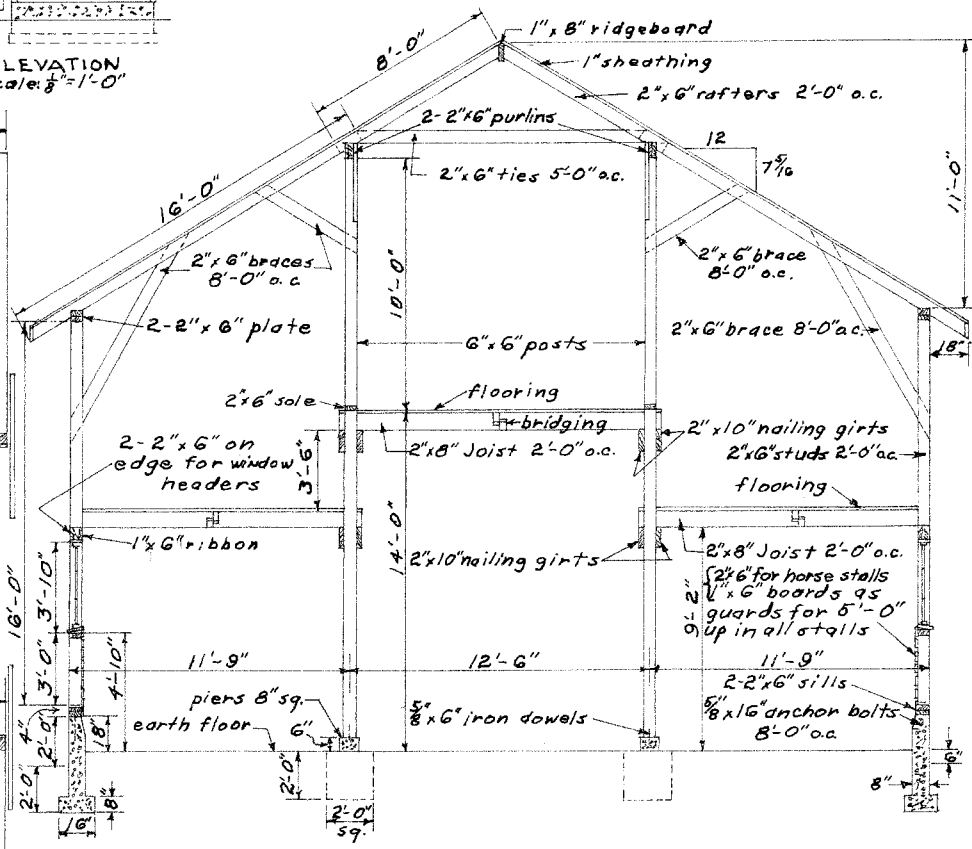 LEVATION
cale: 1/8" = 1'-0"
8'-0"
1" x 8" ridgeboard
1" sheathing
2" x 6" rafters 2'-0" o.c.
2-2"x6" purlins
12
7 5/16
2"x6" ties 5'-0" o.c.
16'-0"
11'-0"
2"x6" braces
8'-0" o.c.
2"x6" brace
8'-0" o.c.
10'-0"
2-2"x6" plate
6"x6" posts
2"x6" brace 8'-0" o.c.
18"
2"x6" sole
flooring
bridging
2-2"x6" on
edge for window
headers
3'-6"
2"x8" Joist 2'-0" o.c.
2"x10" nailing girts
2"x6" studs 2'-0" o.c.
flooring
1"x6" ribbon
14'-0"
2"x10" nailing girts
2"x8" Joist 2'-0" o.c.
2"x6" for horse stalls
1"x6" boards as
guards for 5'-0"
up in all stalls
9'-2"
16'-0"
3'-10"
3'-0"
4'-10"
11'-9"
12'-6"
11'-9"
2-2"x6" sills
5/8"x16" anchor bolts
8'-0" o.c.
piers 8" sq.
earth floor
6"
5/8"x6" iron dowels
4"
2'-0"
18"
2'-0"
8"
16"
2'-0"
2'-0"
sq.
8"
6"